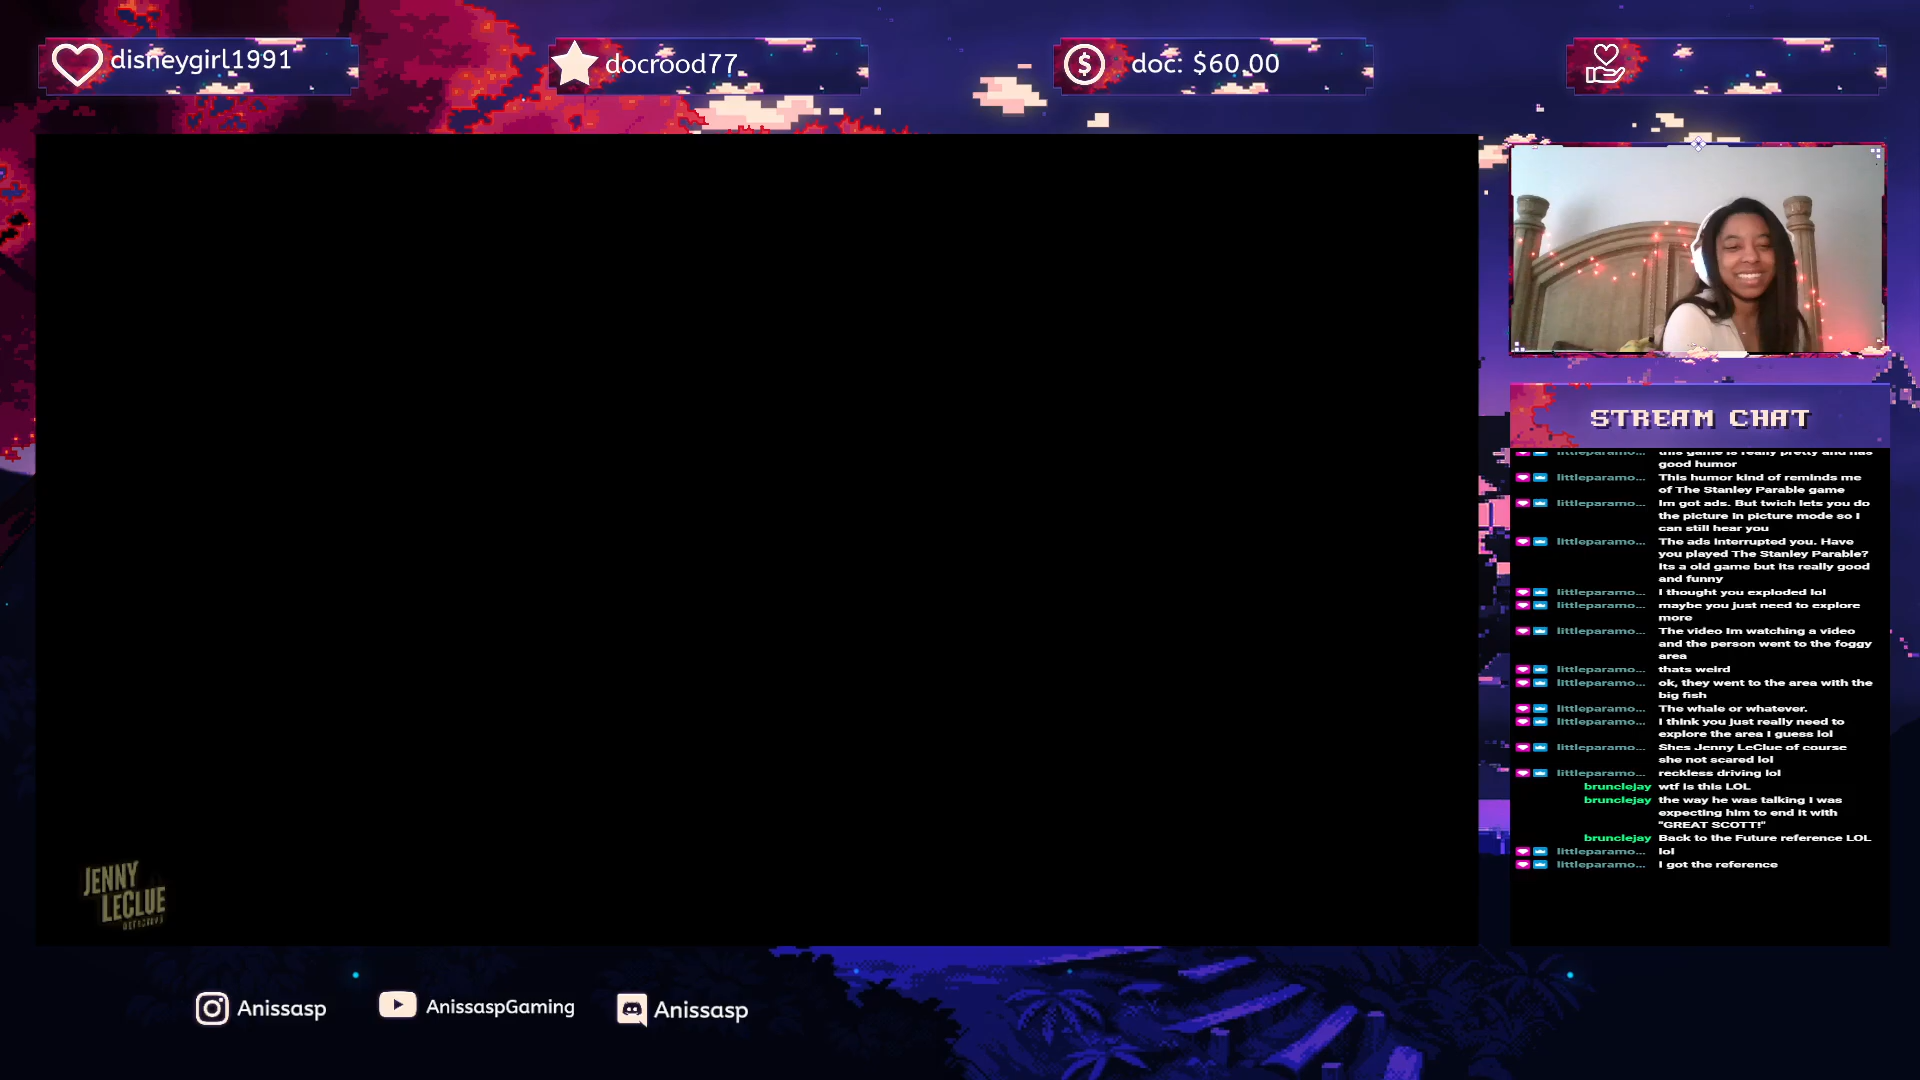 disneygirl1991
docrood77
doc: $60.00
STREAM CHAT
littleparamo... this game is really pretty and has
good humor
littleparamo... This humor kind of reminds me
of The Stanley Parable game
littleparamo... Im got ads. But twich lets you do
the picture in picture mode so I
can still hear you
littleparamo... The ads interrupted you. Have
you played The Stanley Parable?
Its a old game but its really good
and funny
littleparamo... I thought you exploded lol
littleparamo... maybe you just need to explore
more
littleparamo... The video Im watching a video
and the person went to the foggy
area
littleparamo... thats weird
littleparamo... ok, they went to the area with the
big fish
littleparamo... The whale or whatever.
littleparamo... I think you just really need to
explore the area I guess lol
littleparamo... Shes Jenny LeClue of course
she not scared lol
littleparamo... reckless driving lol
brunclejay wtf is this LOL
brunclejay the way he was talking I was
expecting him to end it with
"GREAT SCOTT!"
brunclejay Back to the Future reference LOL
littleparamo... lol
littleparamo... I got the reference
JENNY
LECLUE
Anissasp
AnissaspGaming
Anissasp